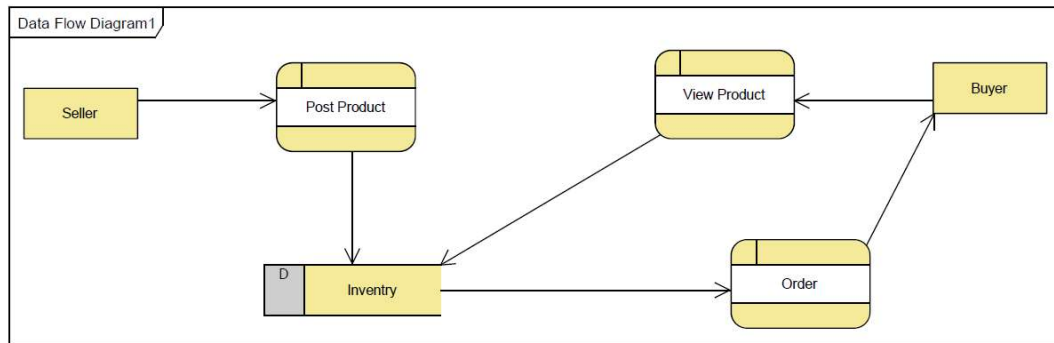 Data Flow Diagram1
Seller
Post Product
View Product
Buyer
D
Inventry
Order